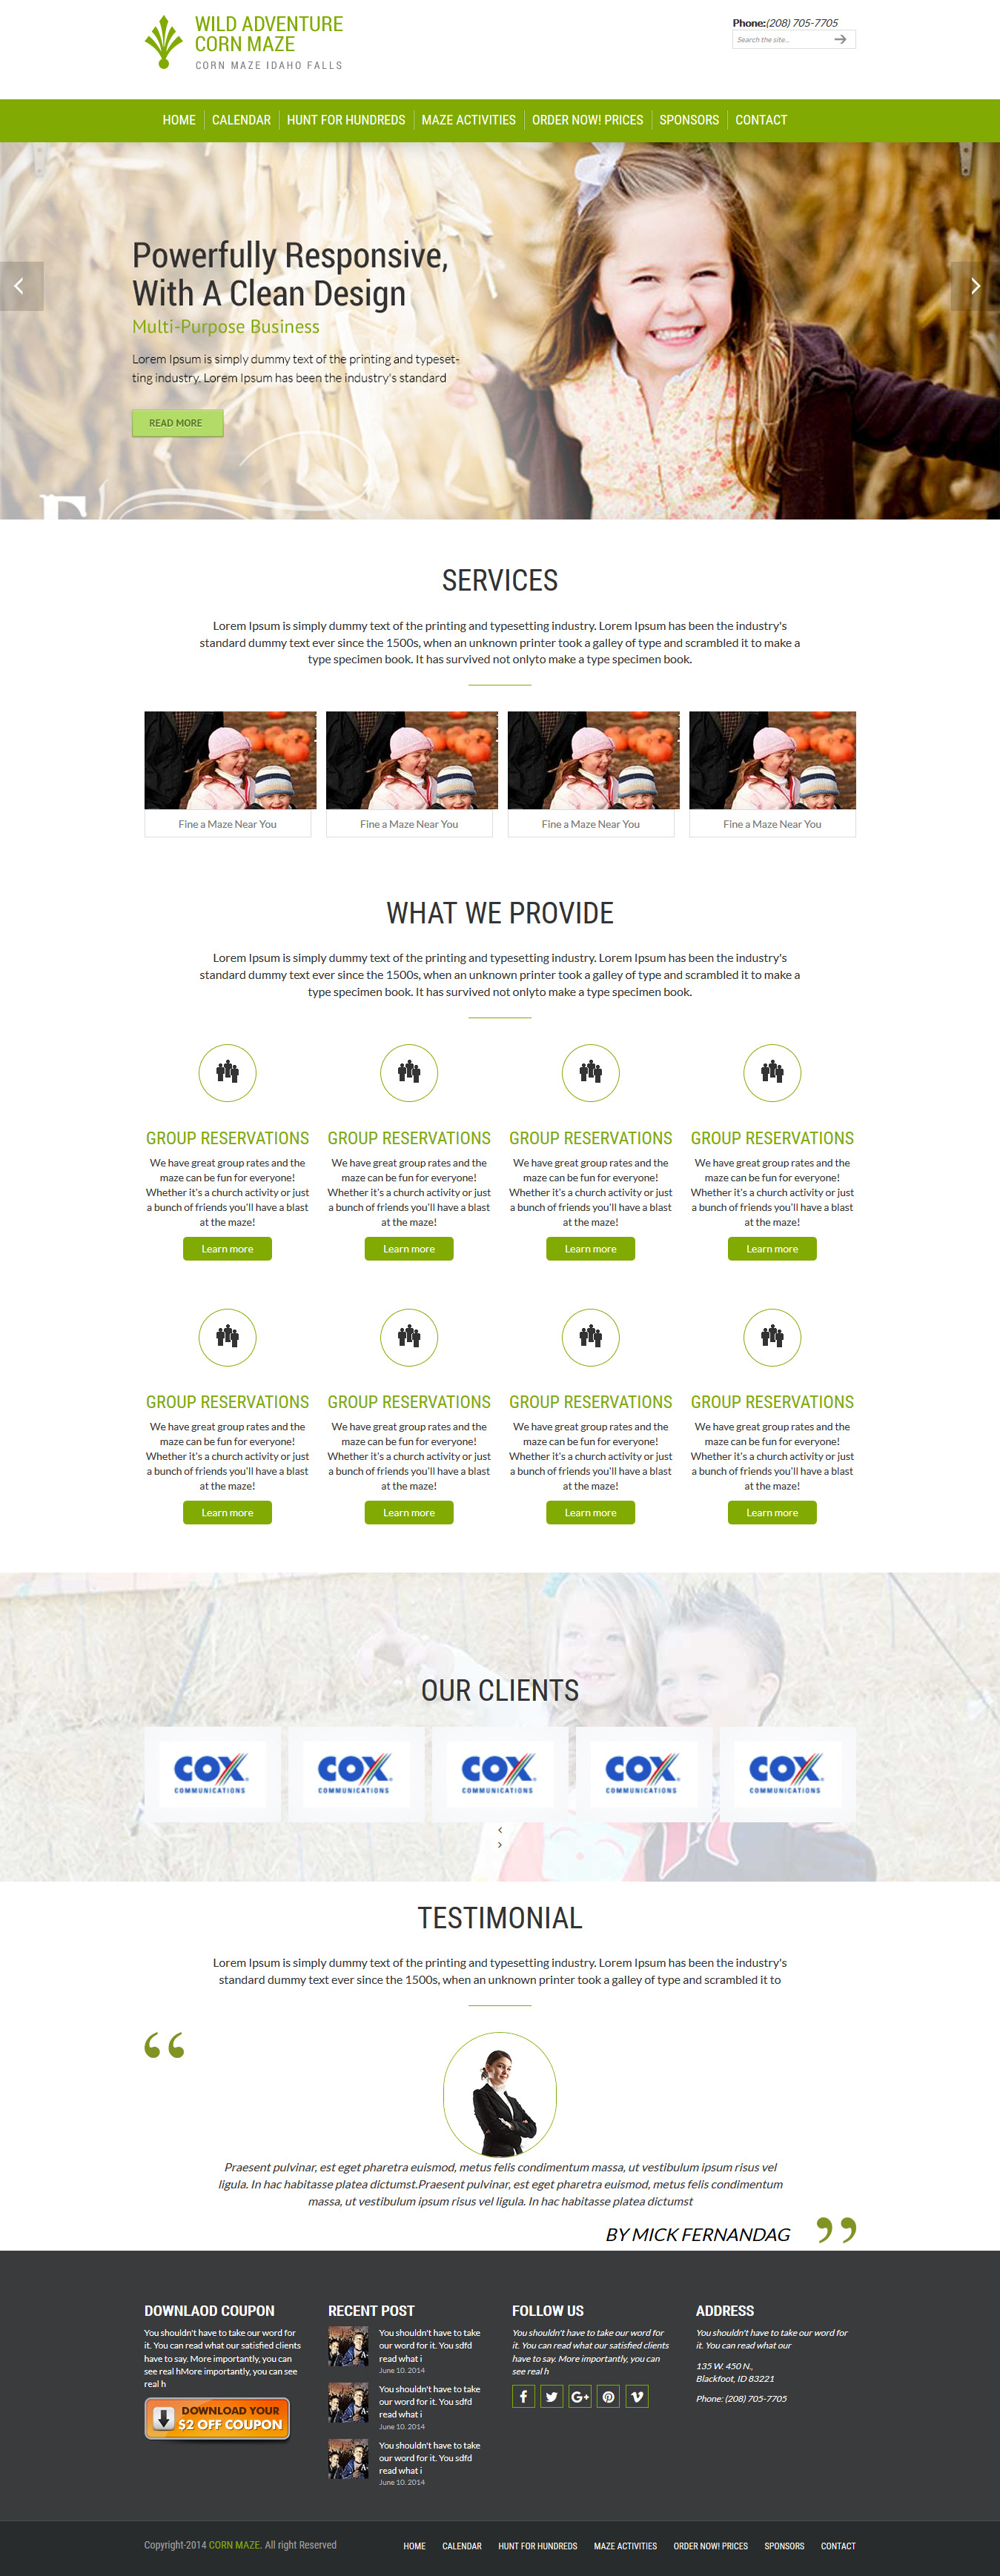 WILD ADVENTURE
CORN MAZE
CORN MAZE IDAHO FALLS
Phone:(208) 705-7705
Search the site...
HOME CALENDAR HUNT FOR HUNDREDS MAZE ACTIVITIES ORDER NOW! PRICES SPONSORS CONTACT
Powerfully Responsive,
With A Clean Design
Multi-Purpose Business
Lorem Ipsum is simply dummy text of the printing and typeset-
ting industry. Lorem Ipsum has been the industry's standard
READ MORE
SERVICES
Lorem Ipsum is simply dummy text of the printing and typesetting industry. Lorem Ipsum has been the industry's
standard dummy text ever since the 1500s, when an unknown printer took a galley of type and scrambled it to make a
type specimen book. It has survived not onlyto make a type specimen book.
Fine a Maze Near You Fine a Maze Near You Fine a Maze Near You Fine a Maze Near You
WHAT WE PROVIDE
Lorem Ipsum is simply dummy text of the printing and typesetting industry. Lorem Ipsum has been the industry's
standard dummy text ever since the 1500s, when an unknown printer took a galley of type and scrambled it to make a
type specimen book. It has survived not onlyto make a type specimen book.
GROUP RESERVATIONS GROUP RESERVATIONS GROUP RESERVATIONS GROUP RESERVATIONS
We have great group rates and the We have great group rates and the We have great group rates and the We have great group rates and the
maze can be fun for everyone! maze can be fun for everyone! maze can be fun for everyone! maze can be fun for everyone!
Whether it's a church activity or just Whether it's a church activity or just Whether it's a church activity or just Whether it's a church activity or just
a bunch of friends you'll have a blast a bunch of friends you'll have a blast a bunch of friends you'll have a blast a bunch of friends you'll have a blast
at the maze! at the maze! at the maze! at the maze!
Learn more Learn more Learn more Learn more
GROUP RESERVATIONS GROUP RESERVATIONS GROUP RESERVATIONS GROUP RESERVATIONS
We have great group rates and the We have great group rates and the We have great group rates and the We have great group rates and the
maze can be fun for everyone! maze can be fun for everyone! maze can be fun for everyone! maze can be fun for everyone!
Whether it's a church activity or just Whether it's a church activity or just Whether it's a church activity or just Whether it's a church activity or just
a bunch of friends you'll have a blast a bunch of friends you'll have a blast a bunch of friends you'll have a blast a bunch of friends you'll have a blast
at the maze! at the maze! at the maze! at the maze!
Learn more Learn more Learn more Learn more
OUR CLIENTS
COX COX COX COX COX
COMMUNICATIONS COMMUNICATIONS COMMUNICATIONS COMMUNICATIONS COMMUNICATIONS
TESTIMONIAL
Lorem Ipsum is simply dummy text of the printing and typesetting industry. Lorem Ipsum has been the industry's
standard dummy text ever since the 1500s, when an unknown printer took a galley of type and scrambled it to
Praesent pulvinar, est eget pharetra euismod, metus felis condimentum massa, ut vestibulum ipsum risus vel
ligula. In hac habitasse platea dictumst.Praesent pulvinar, est eget pharetra euismod, metus felis condimentum
massa, ut vestibulum ipsum risus vel ligula. In hac habitasse platea dictumst
BY MICK FERNANDAG
DOWNLAOD COUPON
You shouldn't have to take our word for
it. You can read what our satisfied clients
have to say. More importantly, you can
see real hMore importantly, you can see
real h
DOWNLOAD YOUR
$2 OFF COUPON
RECENT POST
You shouldn't have to take
our word for it. You sdfd
read what i
June 10. 2014
You shouldn't have to take
our word for it. You sdfd
read what i
June 10. 2014
You shouldn't have to take
our word for it. You sdfd
read what i
June 10. 2014
FOLLOW US
You shouldn't have to take our word for
it. You can read what our satisfied clients
have to say. More importantly, you can
see real h
ADDRESS
You shouldn't have to take our word for
it. You can read what our
135 W. 450 N.,
Blackfoot, ID 83221
Phone: (208) 705-7705
Copyright-2014 CORN MAZE. All right Reserved
HOME CALENDAR HUNT FOR HUNDREDS MAZE ACTIVITIES ORDER NOW! PRICES SPONSORS CONTACT